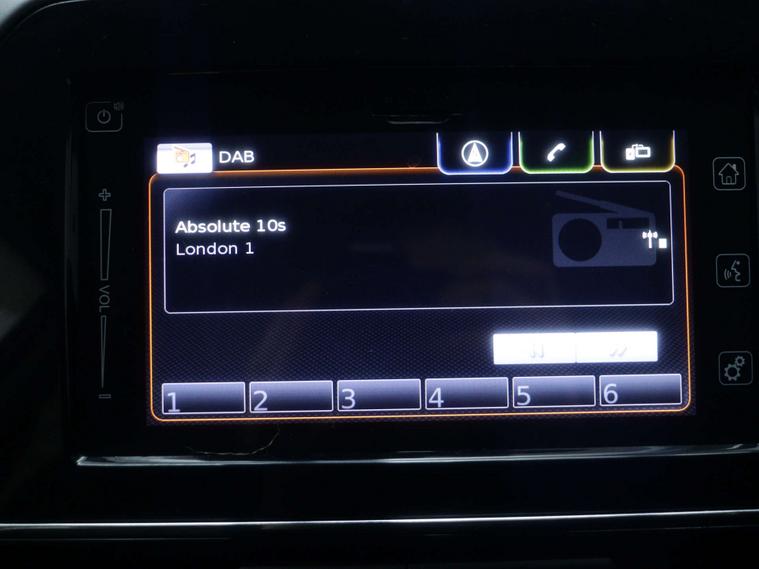 DAB
Absolute 10s
London 1
VOL
1 2 3 4 5 6